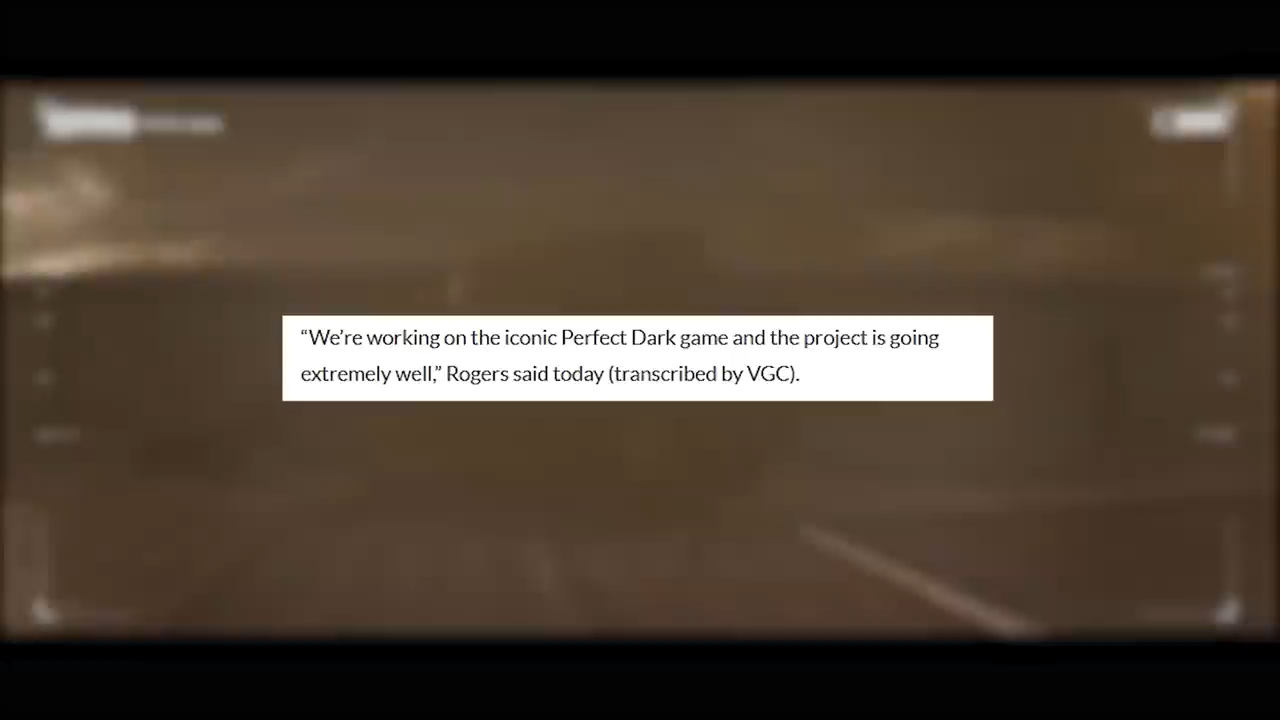 “We’re working on the iconic Perfect Dark game and the project is going
extremely well,” Rogers said today (transcribed by VGC).